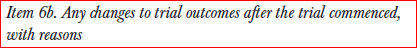 Item 6b. Any changes to trial outcomes after the trial commenced,
with reasons